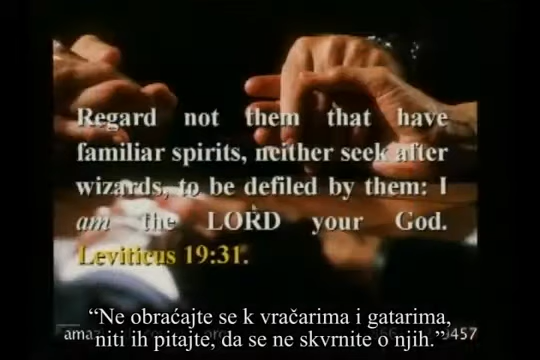 Regard not them that have
familiar spirits, neither seek after
wizards, to be defiled by them: I
am the LORD your God.
Leviticus 19:31.
“Ne obraćajte se k vračarima i gatarima,
niti ih pitajte, da se ne skvrnite o njih.”